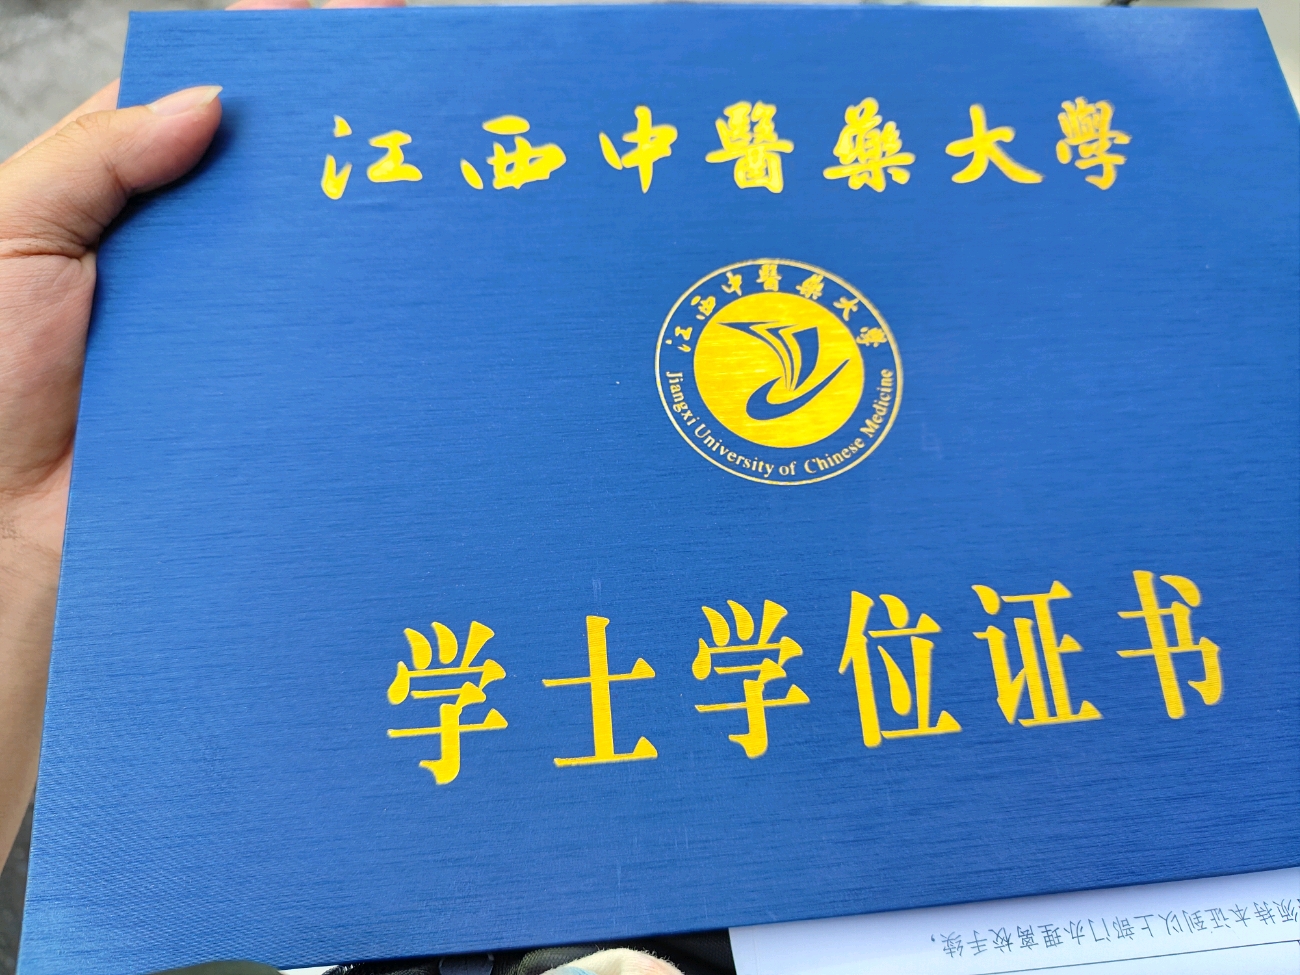 江西中醫藥大學
江西中醫藥大學
Jiangxi University of Chinese Medicine
学士学位证书
须持本证到以上部门办理离校手续,